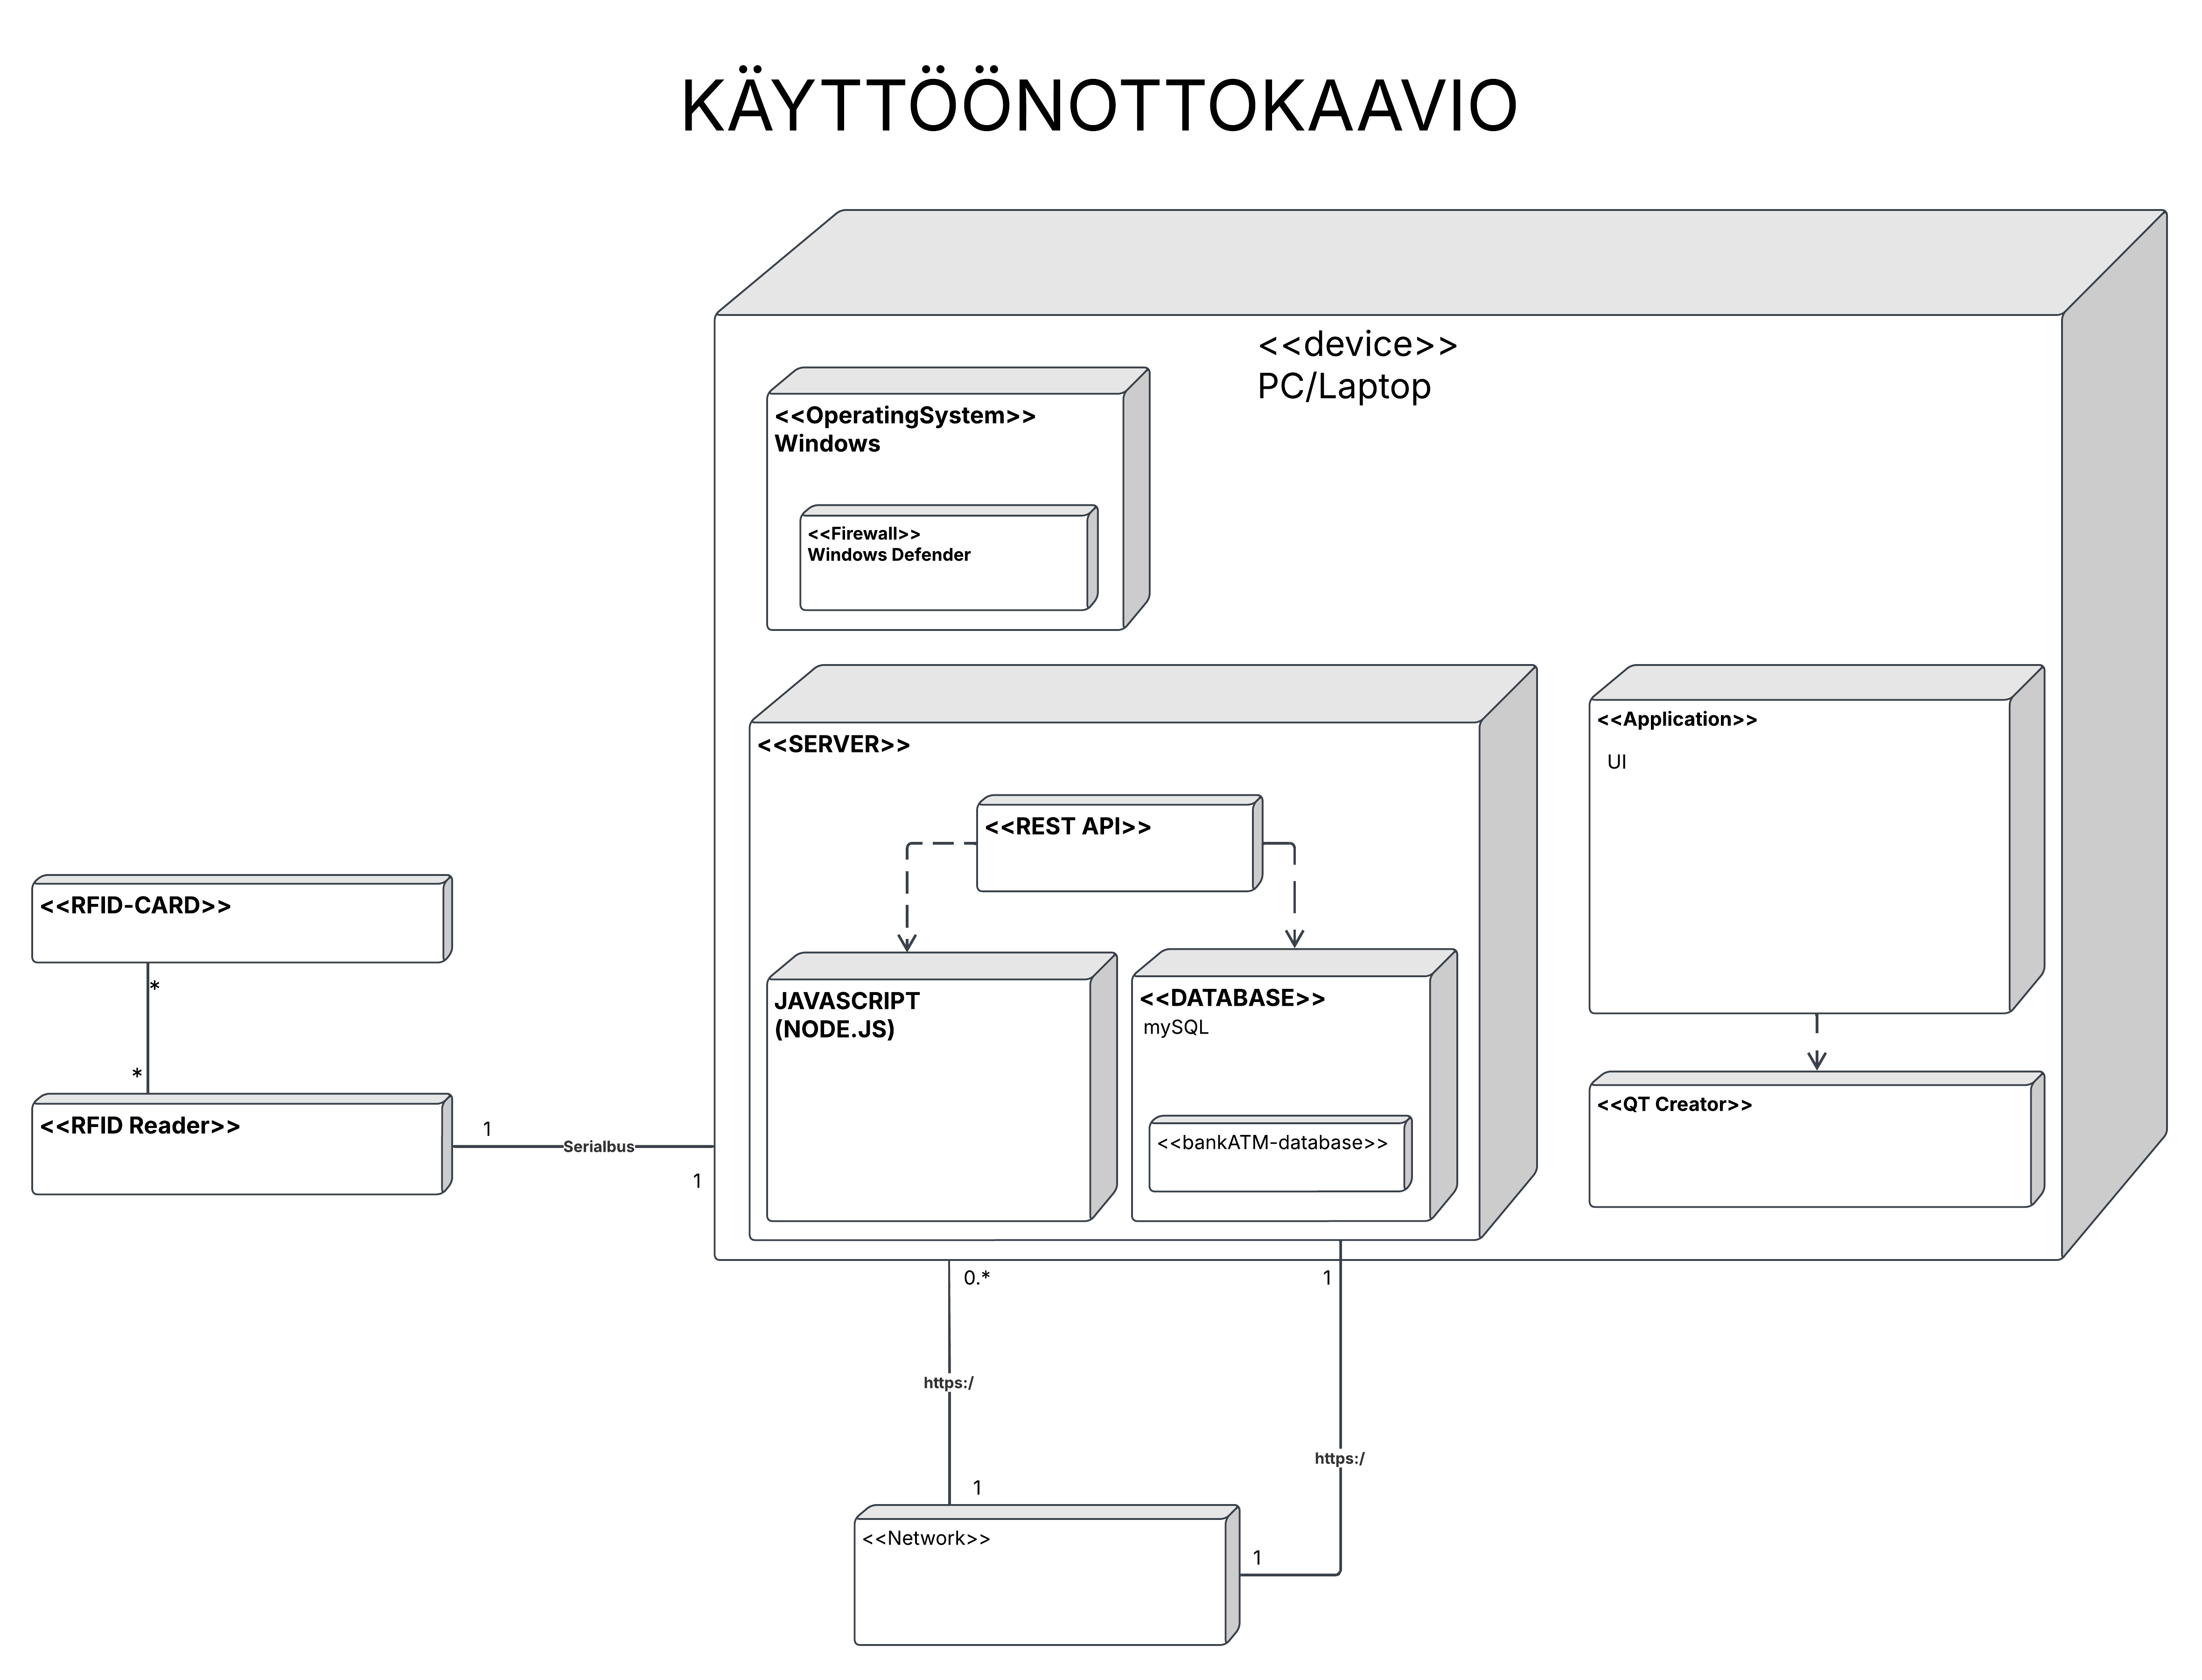 KÄYTTÖÖNOTTOKAAVIO
<<device>>
PC/Laptop
<<OperatingSystem>>
Windows
<<Firewall>>
Windows Defender
<<SERVER>>
<<REST API>>
JAVASCRIPT
(NODE.JS)
<<DATABASE>>
mySQL
<<bankATM-database>>
<<Application>>
UI
<<QT Creator>>
<<RFID-CARD>>
*
*
<<RFID Reader>>
1
Serialbus
1
0.*
https:/
1
1
https:/
1
<<Network>>